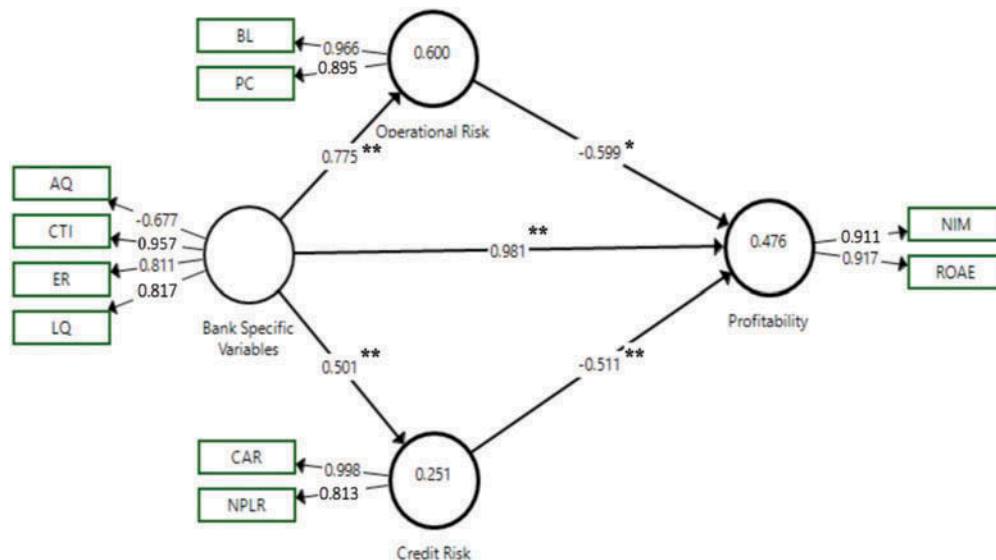 BL
0.966
0.600
PC
0.895
Operational Risk
0.775 **
-0.599 *
AQ
-0.677
CTI
0.957
ER
0.811
LQ
0.817
Bank Specific
Variables
**
0.981
0.476
Profitability
0.911
NIM
0.917
ROAE
0.501 **
-0.511 **
CAR
0.998
0.251
NPLR
0.813
Credit Risk